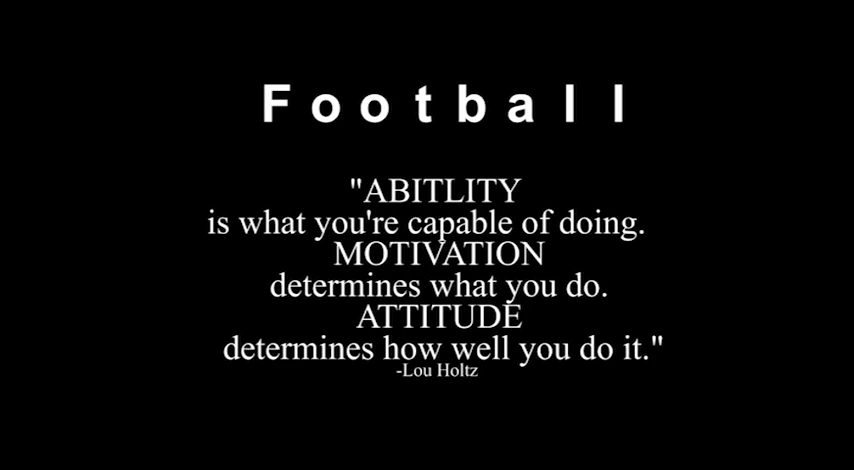 Football
"ABITLITY
is what you're capable of doing.
MOTIVATION
determines what you do.
ATTITUDE
determines how well you do it."
-Lou Holtz